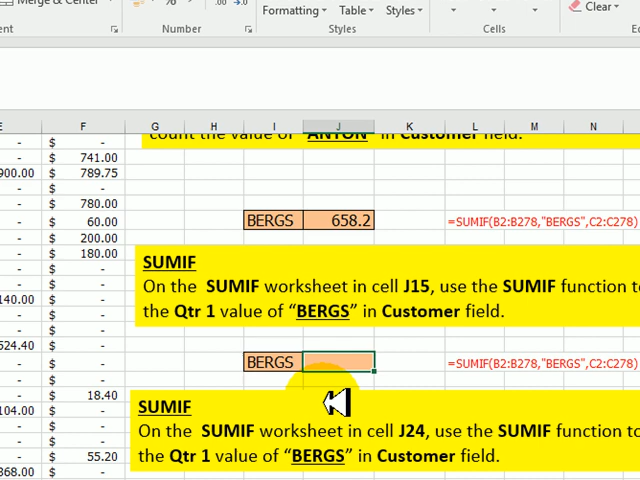 Merge & Center
%
.00
Formatting
Table
Styles
Clear
Number
Styles
Cells
E
F
G
H
I
J
K
L
M
N
count the value of "ANTON" in Customer field.
- $ -
- $ 741.00
900.00 $ 789.75
- $ -
- $ 780.00
- $ 60.00
BERGS 658.2 =SUMIF(B2:B278,"BERGS",C2:C278)
- $ 200.00
- $ 180.00
- $ -
- $ -
140.00 $ -
- $ -
- $ -
524.40 $ -
- $ -
- $ -
- $ 18.40
104.00 $ -
- $ -
- $ -
- $ 55.20
368.00 $ -
SUMIF
On the SUMIF worksheet in cell J15, use the SUMIF function to
the Qtr 1 value of “BERGS” in Customer field.
BERGS =SUMIF(B2:B278,"BERGS",C2:C278)
SUMIF
On the SUMIF worksheet in cell J24, use the SUMIF function to
the Qtr 1 value of “BERGS” in Customer field.